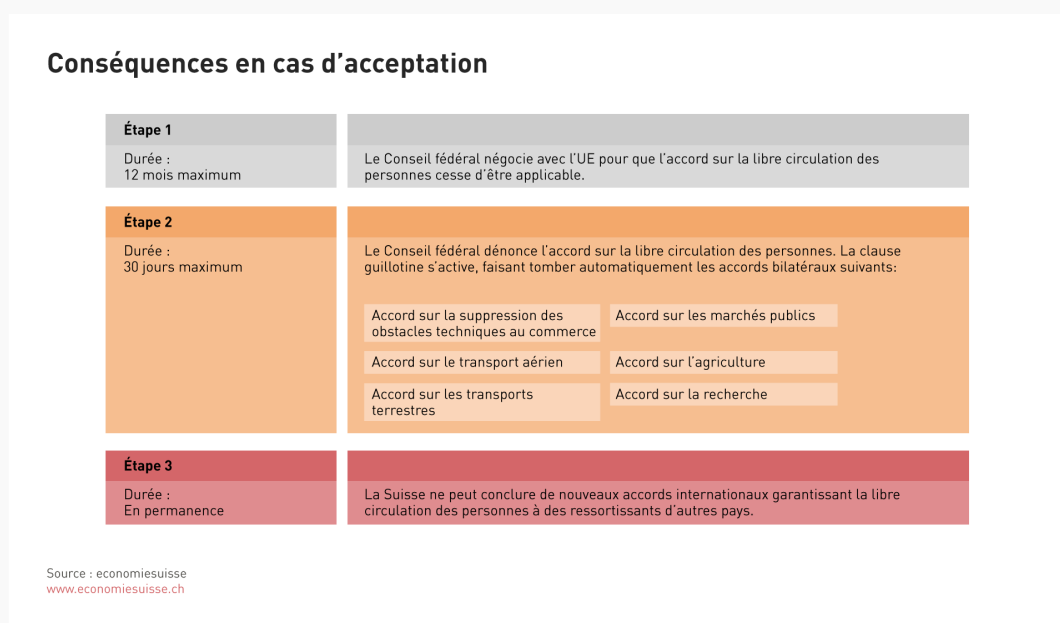 Conséquences en cas d’acceptation
Étape 1
Durée :
12 mois maximum
Le Conseil fédéral négocie avec l’UE pour que l’accord sur la libre circulation des
personnes cesse d’être applicable.
Étape 2
Durée :
30 jours maximum
Le Conseil fédéral dénonce l’accord sur la libre circulation des personnes. La clause
guillotine s’active, faisant tomber automatiquement les accords bilatéraux suivants:
Accord sur la suppression des
obstacles techniques au commerce
Accord sur les marchés publics
Accord sur le transport aérien
Accord sur l’agriculture
Accord sur les transports
terrestres
Accord sur la recherche
Étape 3
Durée :
En permanence
La Suisse ne peut conclure de nouveaux accords internationaux garantissant la libre
circulation des personnes à des ressortissants d’autres pays.
Source : economiesuisse
www.economiesuisse.ch